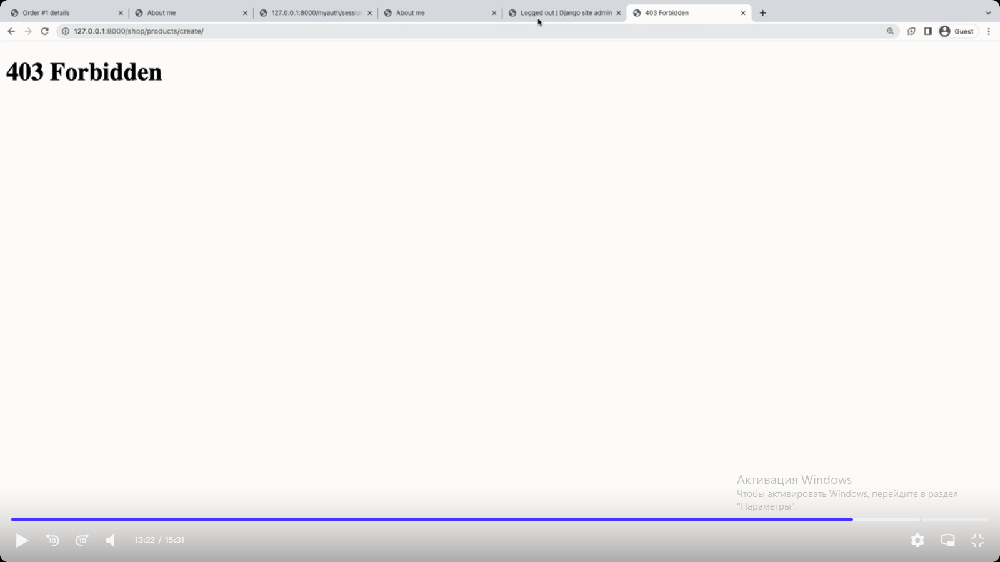 Order #1 details
About me
127.0.0.1:8000/myauth/sessio
About me
Logged out | Django site admin
403 Forbidden
127.0.0.1:8000/shop/products/create/
Guest
403 Forbidden
Активация Windows
Чтобы активировать Windows, перейдите в раздел
"Параметры".
10
10
13:22 / 15:31